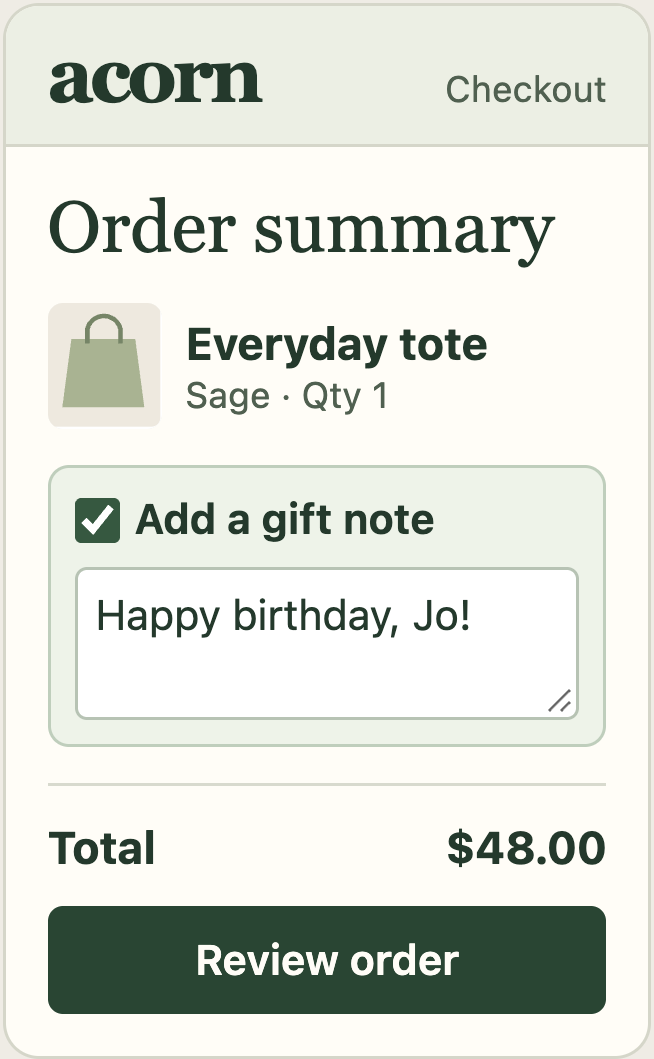 acorn
Checkout
Order summary
Everyday tote
Sage · Qty 1
Add a gift note
Happy birthday, Jo!
Total $48.00
Review order